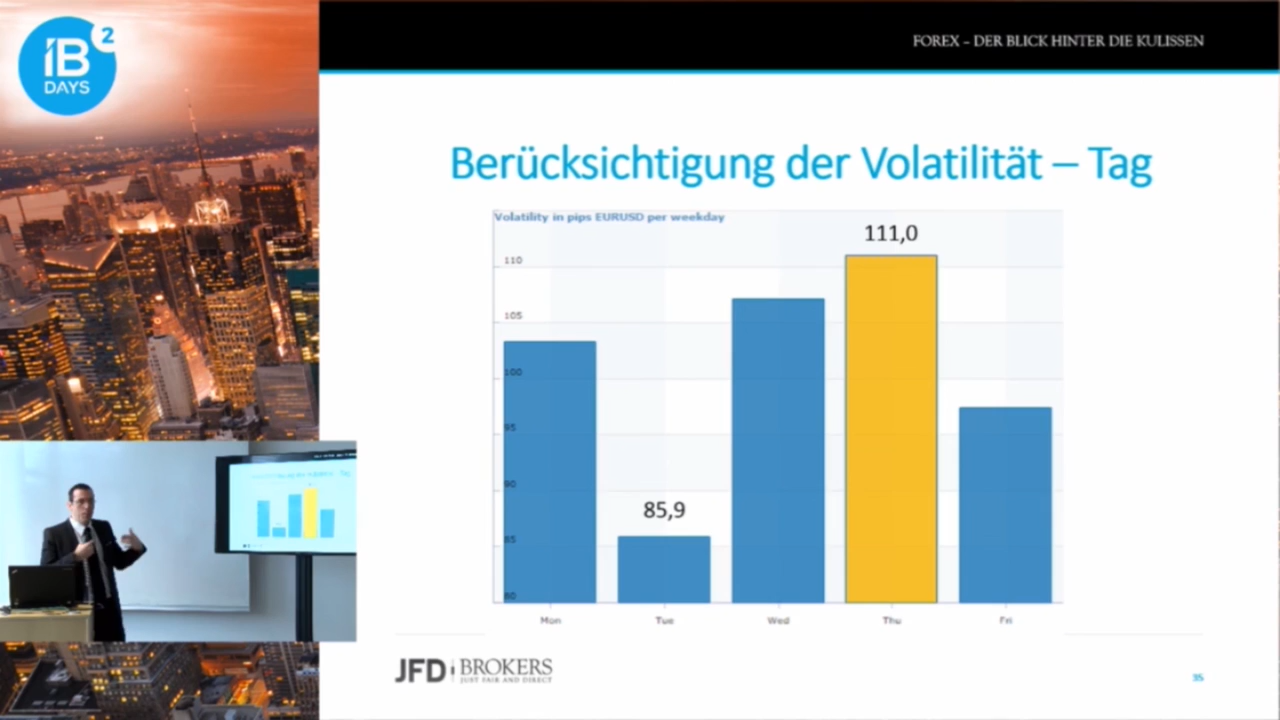 iB 2
DAYS
FOREX – DER BLICK HINTER DIE KULISSEN
Berücksichtigung der Volatilität – Tag
Volatility in pips EURUSD per weekday
111,0
110
105
100
95
90
85,9
85
80
Mon Tue Wed Thu Fri
JFD BROKERS
JUST FAIR AND DIRECT
35